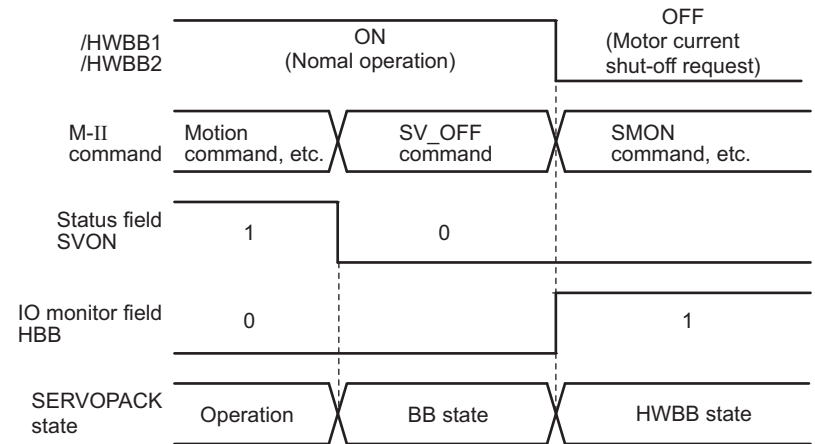 /HWBB1
/HWBB2
ON
(Nomal operation)
OFF
(Motor current
shut-off request)
M-II
command
Motion
command, etc.
SV_OFF
command
SMON
command, etc.
Status field
SVON
1
0
IO monitor field
HBB
0
1
SERVOPACK
state
Operation
BB state
HWBB state